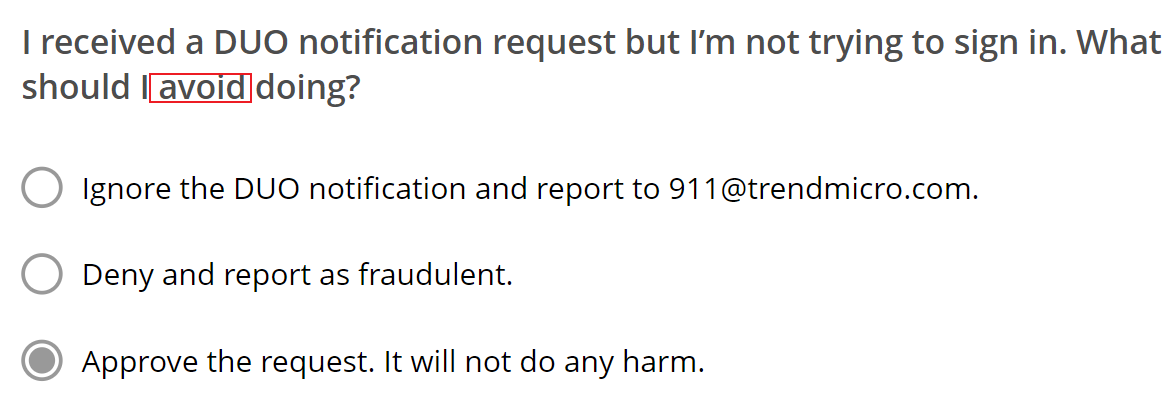 I received a DUO notification request but I’m not trying to sign in. What
should I avoid doing?
Ignore the DUO notification and report to 911@trendmicro.com.
Deny and report as fraudulent.
Approve the request. It will not do any harm.